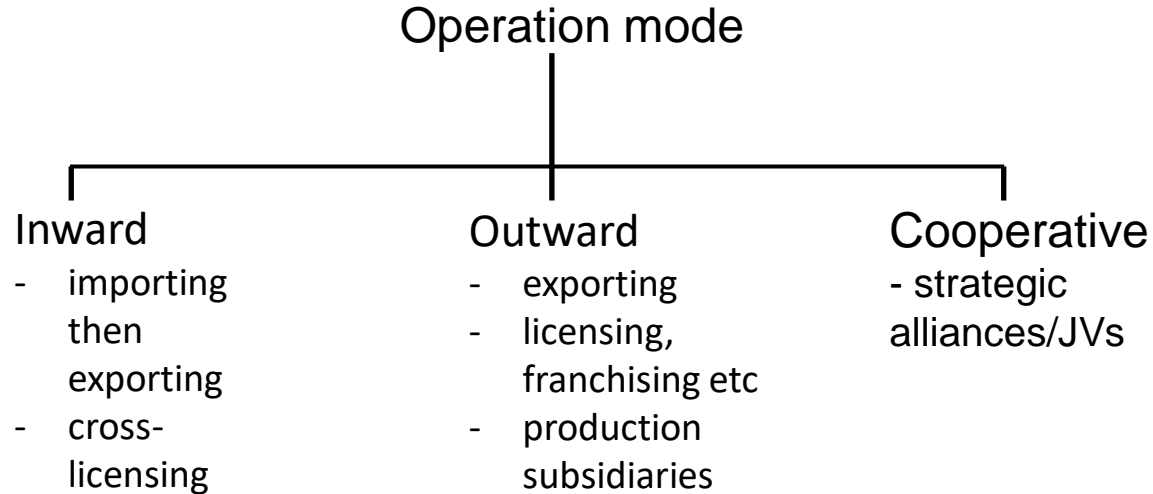 Operation mode
Inward
- importing
then
exporting
- cross-
licensing
Outward
- exporting
- licensing,
franchising etc
- production
subsidiaries
Cooperative
- strategic
alliances/JVs